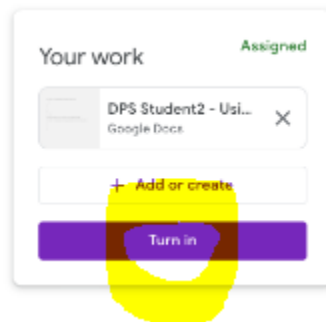 Your work
Assigned
DPS Student2 - Usi...
Google Docs
+ Add or create
Turn in